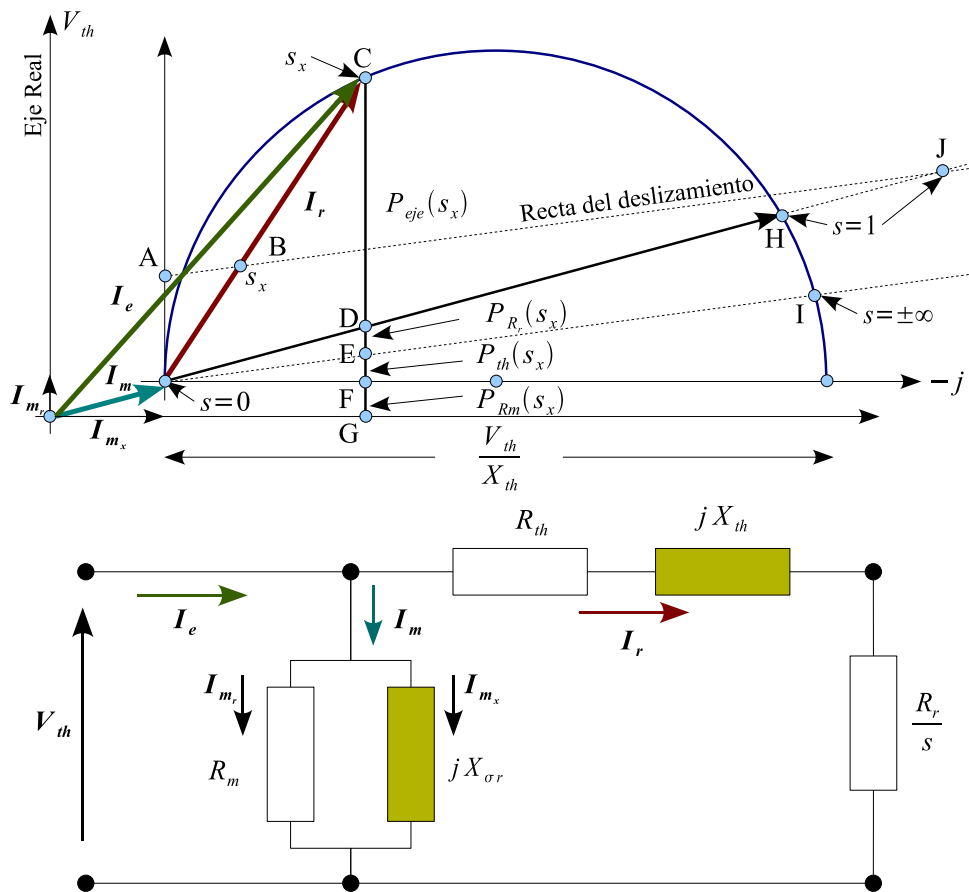 V_th
Eje Real
s_x
C
J
I_r
P_eje(s_x)
Recta del deslizamiento
s=1
H
A
B
s_x
I_e
D
P_Rr(s_x)
I
s=±∞
E
P_th(s_x)
I_m
I_mr
s=0
F
P_Rm(s_x)
−j
I_mx
G
V_th
X_th
R_th
j X_th
I_e
I_m
I_r
I_mr
I_mx
V_th
R_m
j X_σr
R_r
s